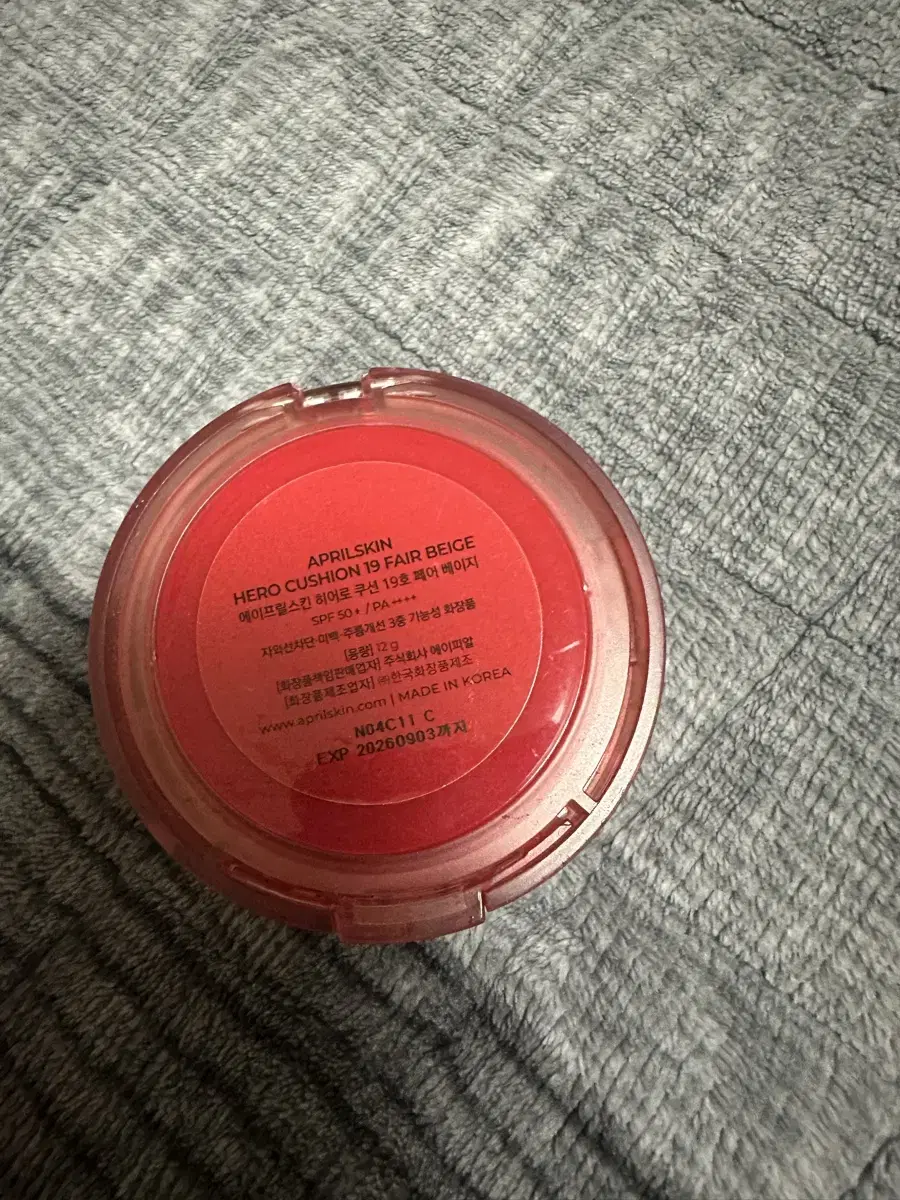 APRILSKIN
HERO CUSHION 19 FAIR BEIGE
에이프릴스킨 히어로 쿠션 19호 페어 베이지
SPF 50+ / PA++++
자외선차단·미백·주름개선 3중 기능성 화장품
[용량] 12 g
[화장품책임판매업자] 주식회사 에이피알
[화장품제조업자] ㈜한국화장품제조
www.aprilskin.com | MADE IN KOREA
N04C11 C
EXP 20260903까지